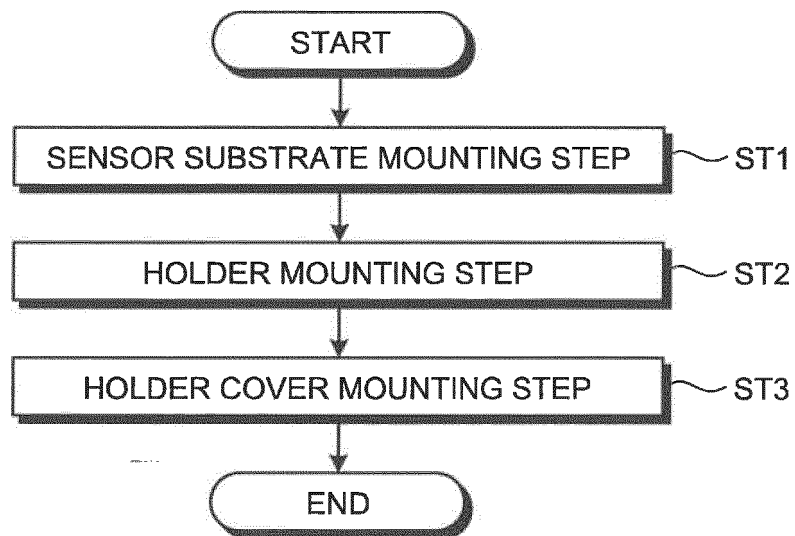 START
SENSOR SUBSTRATE MOUNTING STEP ST1
HOLDER MOUNTING STEP ST2
HOLDER COVER MOUNTING STEP ST3
END